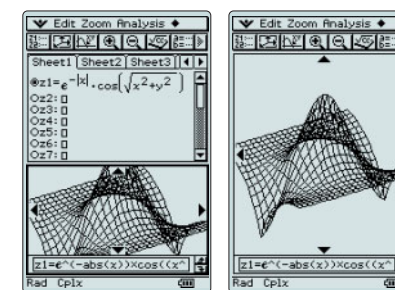 Edit Zoom Analysis ◆
Sheet1 Sheet2 Sheet3
z1=e^-|x|·cos(√x²+y²)
z2:
z3:
z4:
z5:
z6:
z7:
z1=e^(-abs(x))×cos((x^
Rad Cplx
Edit Zoom Analysis ◆
z1=e^(-abs(x))×cos((x^
Rad Cplx